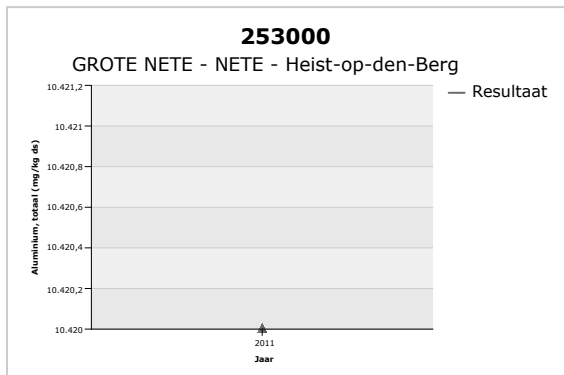 253000
GROTE NETE - NETE - Heist-op-den-Berg
Resultaat
Aluminium, totaal (mg/kg ds)
10.421,2
10.421
10.420,8
10.420,6
10.420,4
10.420,2
10.420
2011
Jaar